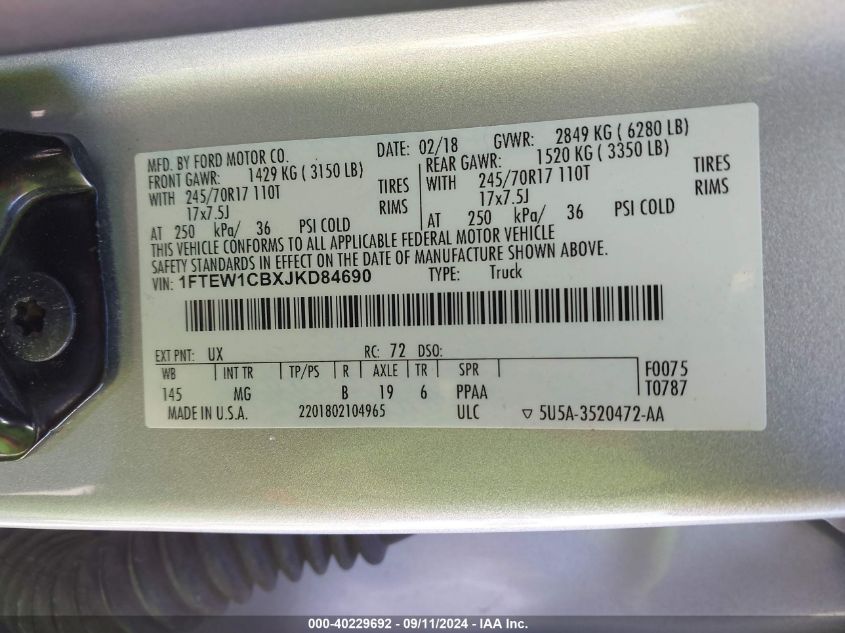 MFD. BY FORD MOTOR CO. DATE: 02/18 GVWR: 2849 KG ( 6280 LB)
FRONT GAWR: 1429 KG ( 3150 LB) REAR GAWR: 1520 KG ( 3350 LB)
WITH 245/70R17 110T TIRES WITH 245/70R17 110T TIRES
17x7.5J RIMS 17x7.5J RIMS
AT 250 kPa/ 36 PSI COLD AT 250 kPa/ 36 PSI COLD
THIS VEHICLE CONFORMS TO ALL APPLICABLE FEDERAL MOTOR VEHICLE
SAFETY STANDARDS IN EFFECT ON THE DATE OF MANUFACTURE SHOWN ABOVE.
VIN: 1FTEW1CBXJKD84690 TYPE: Truck
EXT PNT: UX RC: 72 DSO:
WB INT TR TP/PS R AXLE TR SPR F0075
145 MG B 19 6 PPAA T0787
MADE IN U.S.A. 2201802104965 ULC ▽ 5U5A-3520472-AA
000-40229692 - 09/11/2024 - IAA Inc.